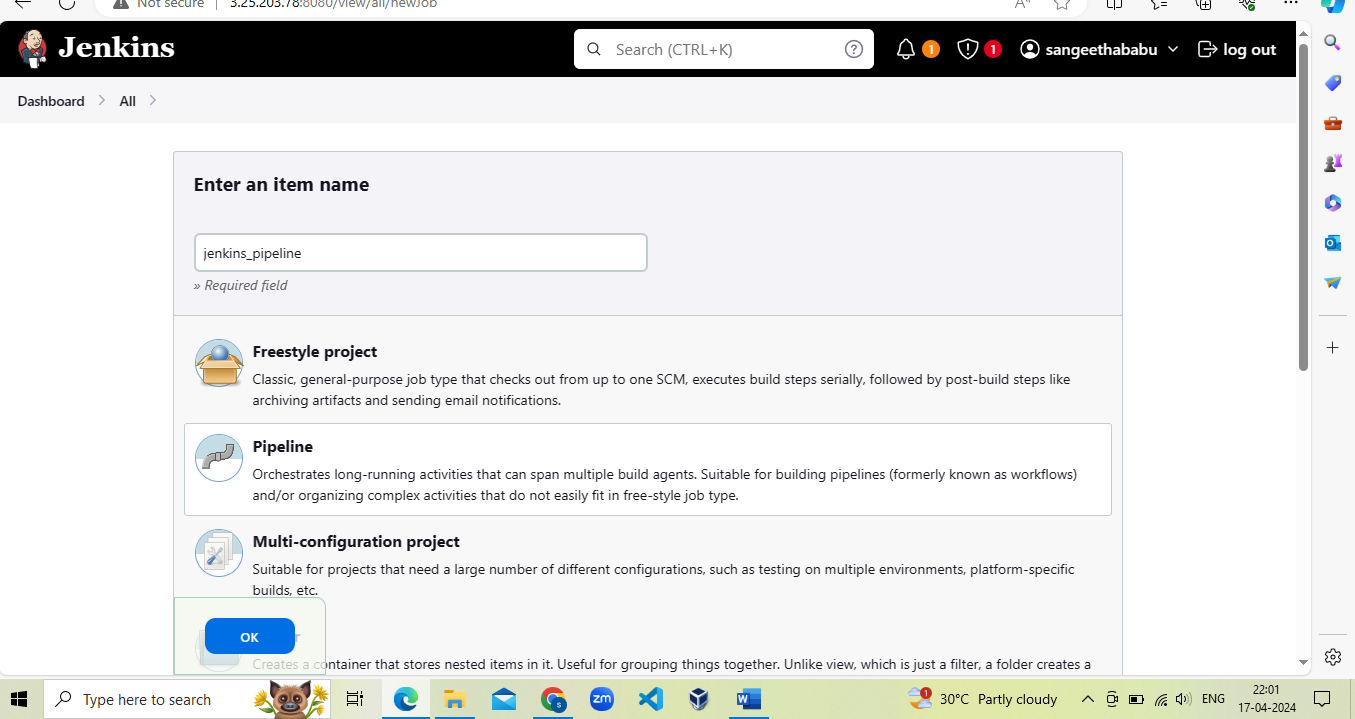 Not secure 3.25.203.78:8080/view/all/newJob
Jenkins
Search (CTRL+K)
1
1
sangeethababu
log out
Dashboard
All
Enter an item name
jenkins_pipeline
» Required field
Freestyle project
Classic, general-purpose job type that checks out from up to one SCM, executes build steps serially, followed by post-build steps like
archiving artifacts and sending email notifications.
Pipeline
Orchestrates long-running activities that can span multiple build agents. Suitable for building pipelines (formerly known as workflows)
and/or organizing complex activities that do not easily fit in free-style job type.
Multi-configuration project
Suitable for projects that need a large number of different configurations, such as testing on multiple environments, platform-specific
builds, etc.
OK
Creates a container that stores nested items in it. Useful for grouping things together. Unlike view, which is just a filter, a folder creates a
Type here to search
zm
1
30°C Partly cloudy
ENG
22:01
17-04-2024